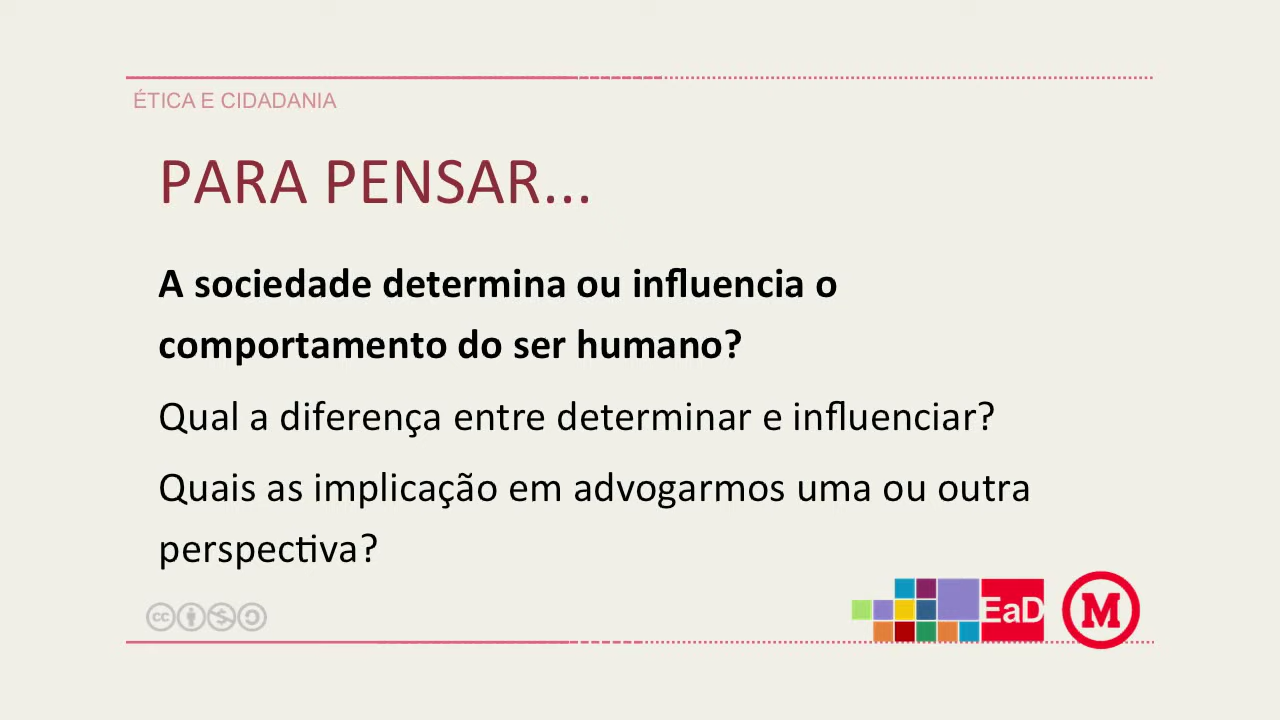 ÉTICA E CIDADANIA
PARA PENSAR...
A sociedade determina ou influencia o
comportamento do ser humano?
Qual a diferença entre determinar e influenciar?
Quais as implicação em advogarmos uma ou outra
perspectiva?
cc
EaD
M